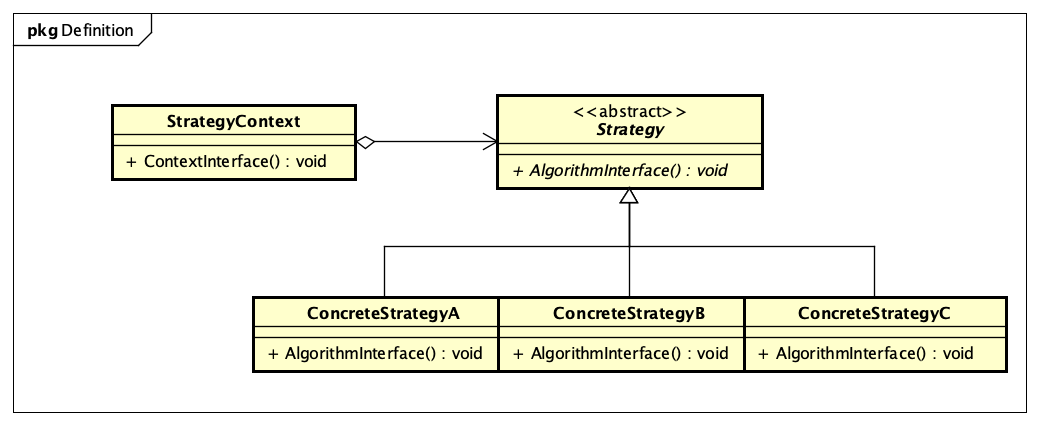 pkg Definition
StrategyContext
+ ContextInterface() : void
<<abstract>>
Strategy
+ AlgorithmInterface() : void
ConcreteStrategyA
+ AlgorithmInterface() : void
ConcreteStrategyB
+ AlgorithmInterface() : void
ConcreteStrategyC
+ AlgorithmInterface() : void